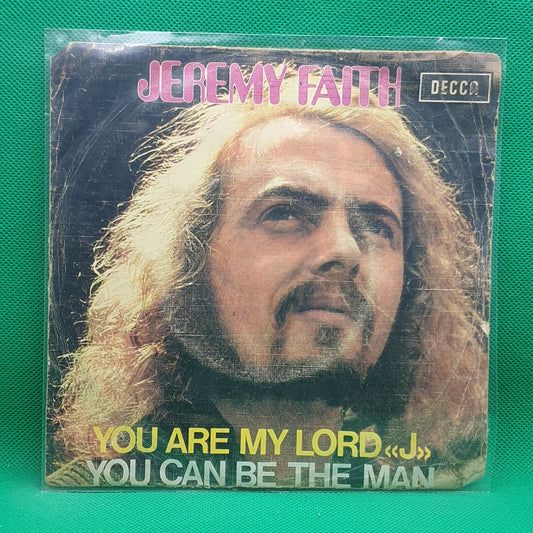 JEREMY FAITH
DECCA
YOU ARE MY LORD «J»
YOU CAN BE THE MAN